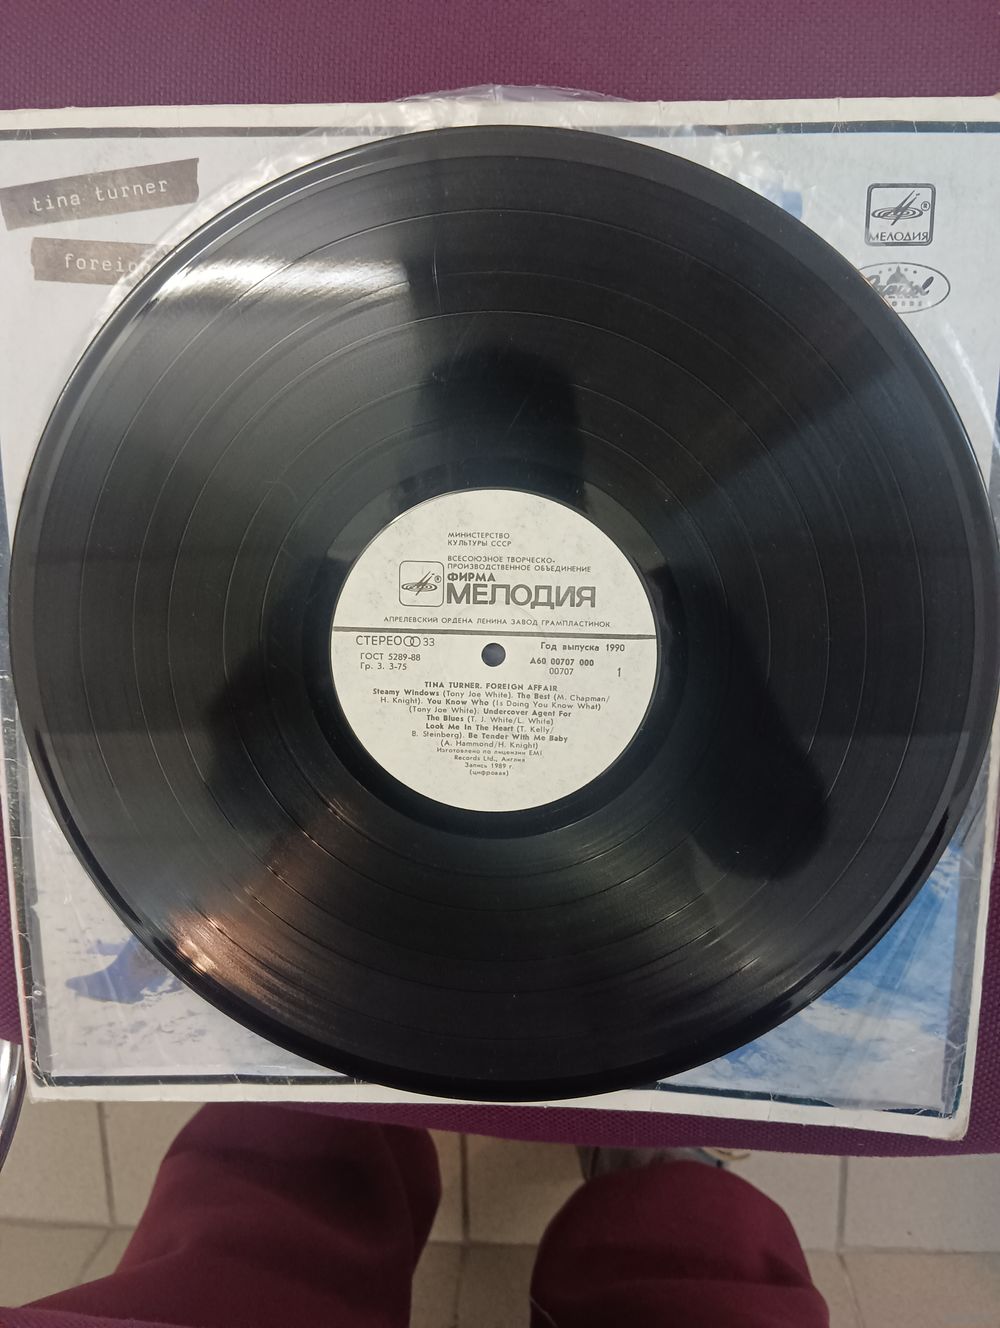 tina turner
foreign
®
МЕЛОДИЯ
Capitol
МИНИСТЕРСТВО
КУЛЬТУРЫ СССР
ВСЕСОЮЗНОЕ ТВОРЧЕСКО-
ПРОИЗВОДСТВЕННОЕ ОБЪЕДИНЕНИЕ
® ФИРМА
МЕЛОДИЯ
АПРЕЛЕВСКИЙ ОРДЕНА ЛЕНИНА ЗАВОД ГРАМПЛАСТИНОК
СТЕРЕО 33
Год выпуска 1990
ГОСТ 5289-88
А60 00707 000
Гр. 3. 3-75
00707
1
TINA TURNER. FOREIGN AFFAIR
Steamy Windows (Tony Joe White). The Best (M. Chapman/
H. Knight). You Know Who (Is Doing You Know What)
(Tony Joe White). Undercover Agent For
The Blues (T. J. White/L. White)
Look Me In The Heart (T. Kelly/
B. Steinberg). Be Tender With Me Baby
(A. Hammond/H. Knight)
Изготовлено по лицензии EMI
Records Ltd., Англия
Запись 1989 г.
(цифровая)